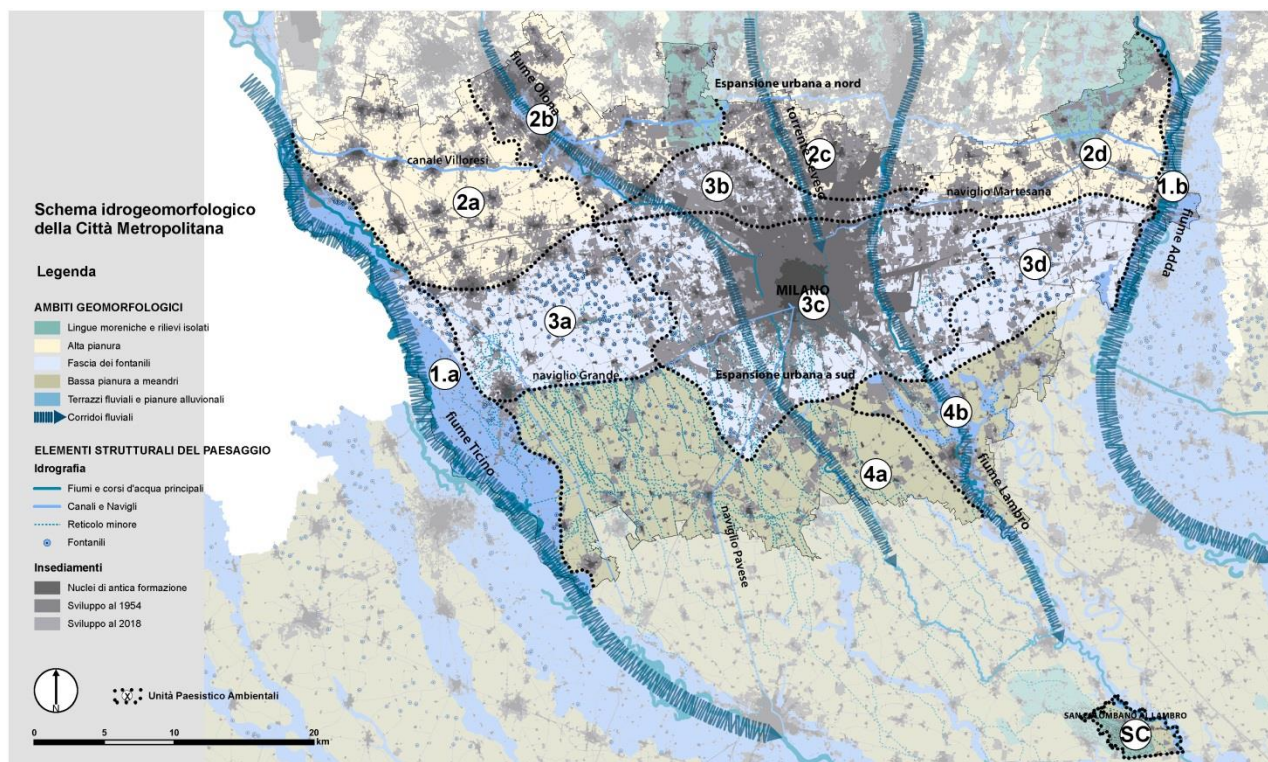 Schema idrogeomorfologico
della Città Metropolitana
Legenda
AMBITI GEOMORFOLOGICI
Lingue moreniche e rilievi isolati
Alta pianura
Fascia dei fontanili
Bassa pianura a meandri
Terrazzi fluviali e pianure alluvionali
Corridoi fluviali
ELEMENTI STRUTTURALI DEL PAESAGGIO
Idrografia
Fiumi e corsi d'acqua principali
Canali e Navigli
Reticolo minore
Fontanili
Insediamenti
Nuclei di antica formazione
Sviluppo al 1954
Sviluppo al 2018
N
X
Unità Paesistico Ambientali
0 5 10 20
km
fiume Olona
Espansione urbana a nord
2b
torrente Seveso
2c
2d
canale Villoresi
3b
1.b
naviglio Martesana
2a
fiume Adda
3d
MILANO
3c
3a
1.a
naviglio Grande
Espansione urbana a sud
4b
fiume Ticino
fiume Lambro
4a
naviglio Pavese
SAN COLOMBANO AL LAMBRO
SC